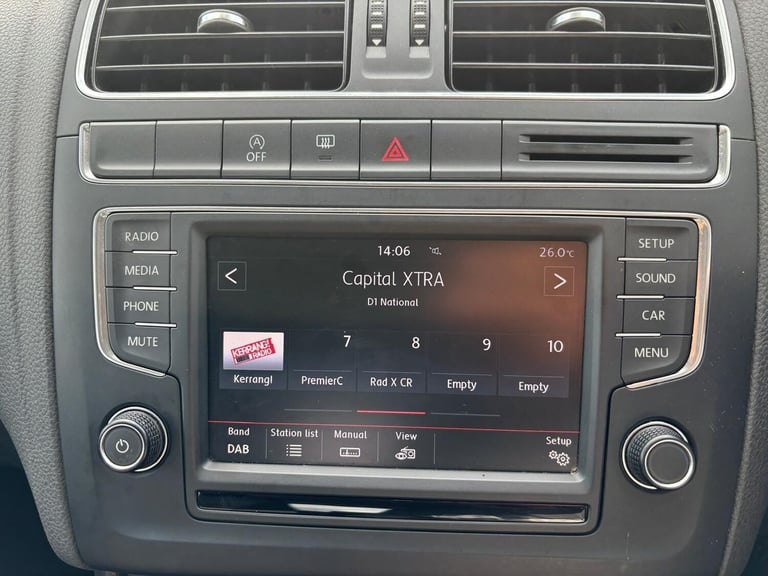 A
OFF
RADIO
MEDIA
PHONE
MUTE
SETUP
SOUND
CAR
MENU
14:06
26.0°C
<
Capital XTRA
>
D1 National
KERRANG!
RADIO
7
8
9
10
Kerrang!
PremierC
Rad X CR
Empty
Empty
Band
Station list
Manual
View
Setup
DAB